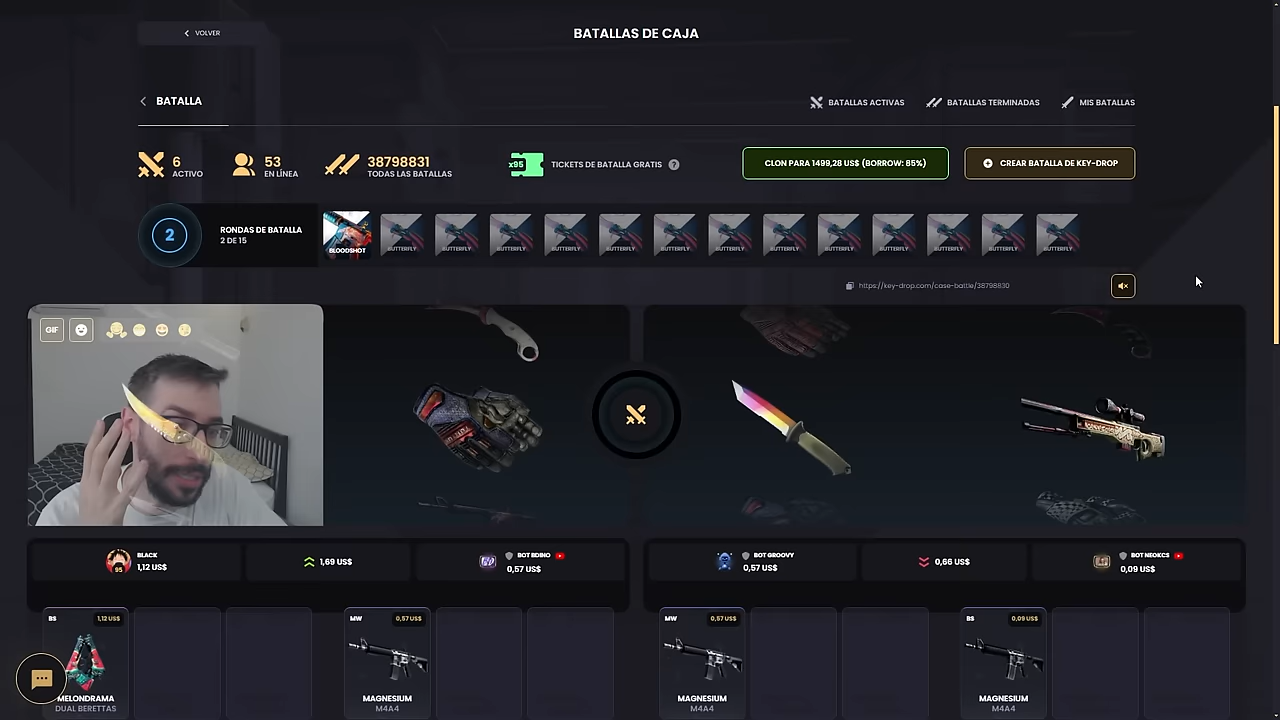 VOLVER
BATALLAS DE CAJA
BATALLA
BATALLAS ACTIVAS
BATALLAS TERMINADAS
MIS BATALLAS
6
ACTIVO
53
EN LÍNEA
38798831
TODAS LAS BATALLAS
x95
TICKETS DE BATALLA GRATIS ?
CLON PARA 1499,28 US$ (BORROW: 85%)
CREAR BATALLA DE KEY-DROP
2
RONDAS DE BATALLA
2 DE 15
BLOODSHOT
BUTTERFLY
BUTTERFLY
BUTTERFLY
BUTTERFLY
BUTTERFLY
BUTTERFLY
BUTTERFLY
BUTTERFLY
BUTTERFLY
BUTTERFLY
BUTTERFLY
BUTTERFLY
BUTTERFLY
https://key-drop.com/case-battle/38798830
GIF
95
BLACK
1,12 US$
1,69 US$
BOT BDINO
0,57 US$
BOT GROOVY
0,57 US$
0,66 US$
BOT NEOKCS
0,09 US$
BS
1,12 US$
MELONDRAMA
DUAL BERETTAS
MW
0,57 US$
MAGNESIUM
M4A4
MW
0,57 US$
MAGNESIUM
M4A4
BS
0,09 US$
MAGNESIUM
M4A4